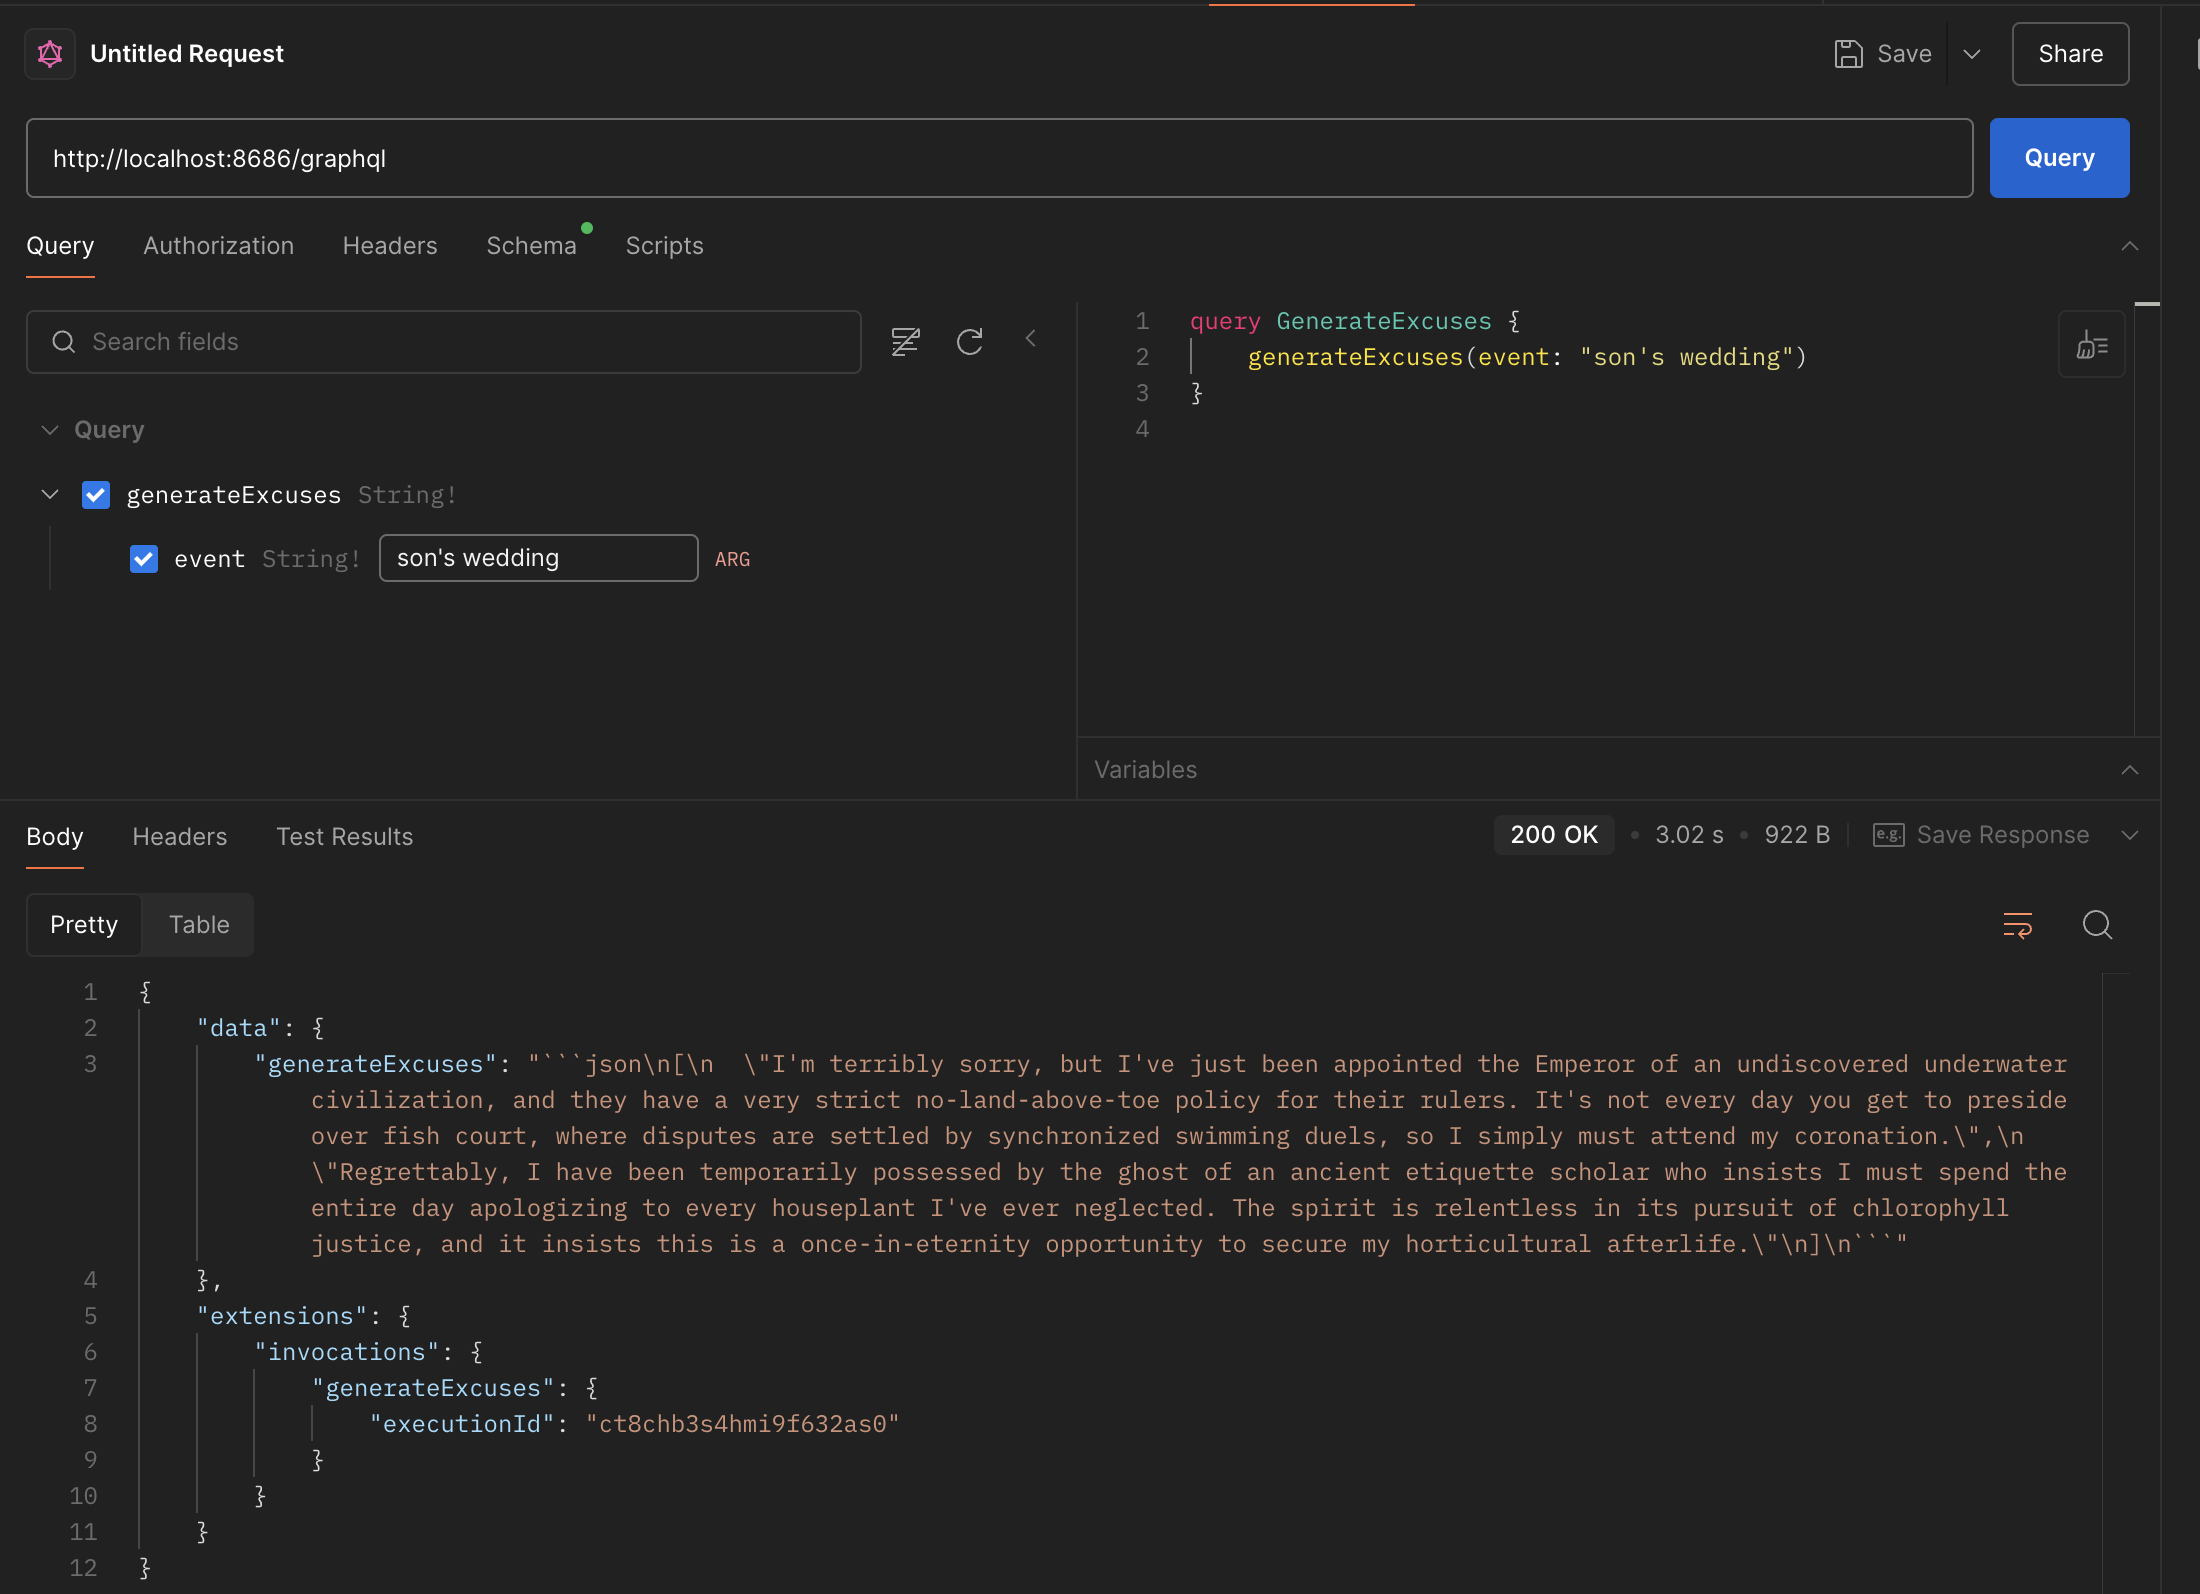 Untitled Request
Save
Share
http://localhost:8686/graphql
Query
Query
Authorization
Headers
Schema
Scripts
Search fields
Query
generateExcuses String!
event String! son's wedding ARG
1 query GenerateExcuses {
2     generateExcuses(event: "son's wedding")
3 }
4
Variables
Body
Headers
Test Results
200 OK • 3.02 s • 922 B
e.g. Save Response
Pretty
Table
1 {
2     "data": {
3         "generateExcuses": "```json\n[\n  \"I'm terribly sorry, but I've just been appointed the Emperor of an undiscovered underwater
civilization, and they have a very strict no-land-above-toe policy for their rulers. It's not every day you get to preside
over fish court, where disputes are settled by synchronized swimming duels, so I simply must attend my coronation.\",\n
\"Regrettably, I have been temporarily possessed by the ghost of an ancient etiquette scholar who insists I must spend the
entire day apologizing to every houseplant I've ever neglected. The spirit is relentless in its pursuit of chlorophyll
justice, and it insists this is a once-in-eternity opportunity to secure my horticultural afterlife.\"\n]\n```"
4     },
5     "extensions": {
6         "invocations": {
7             "generateExcuses": {
8                 "executionId": "ct8chb3s4hmi9f632as0"
9             }
10         }
11     }
12 }